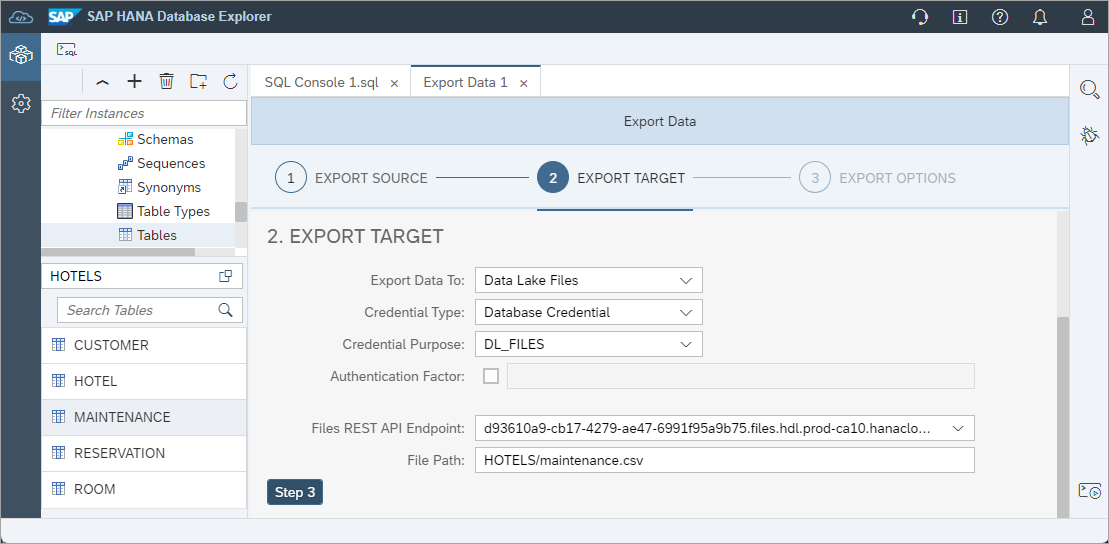 SAP SAP HANA Database Explorer
SQL
SQL Console 1.sql
Export Data 1
Filter Instances
Schemas
Sequences
Synonyms
Table Types
Tables
HOTELS
Search Tables
CUSTOMER
HOTEL
MAINTENANCE
RESERVATION
ROOM
Export Data
1 EXPORT SOURCE
2 EXPORT TARGET
3 EXPORT OPTIONS
2. EXPORT TARGET
Export Data To: Data Lake Files
Credential Type: Database Credential
Credential Purpose: DL_FILES
Authentication Factor:
Files REST API Endpoint: d93610a9-cb17-4279-ae47-6991f95a9b75.files.hdl.prod-ca10.hanaclo...
File Path: HOTELS/maintenance.csv
Step 3